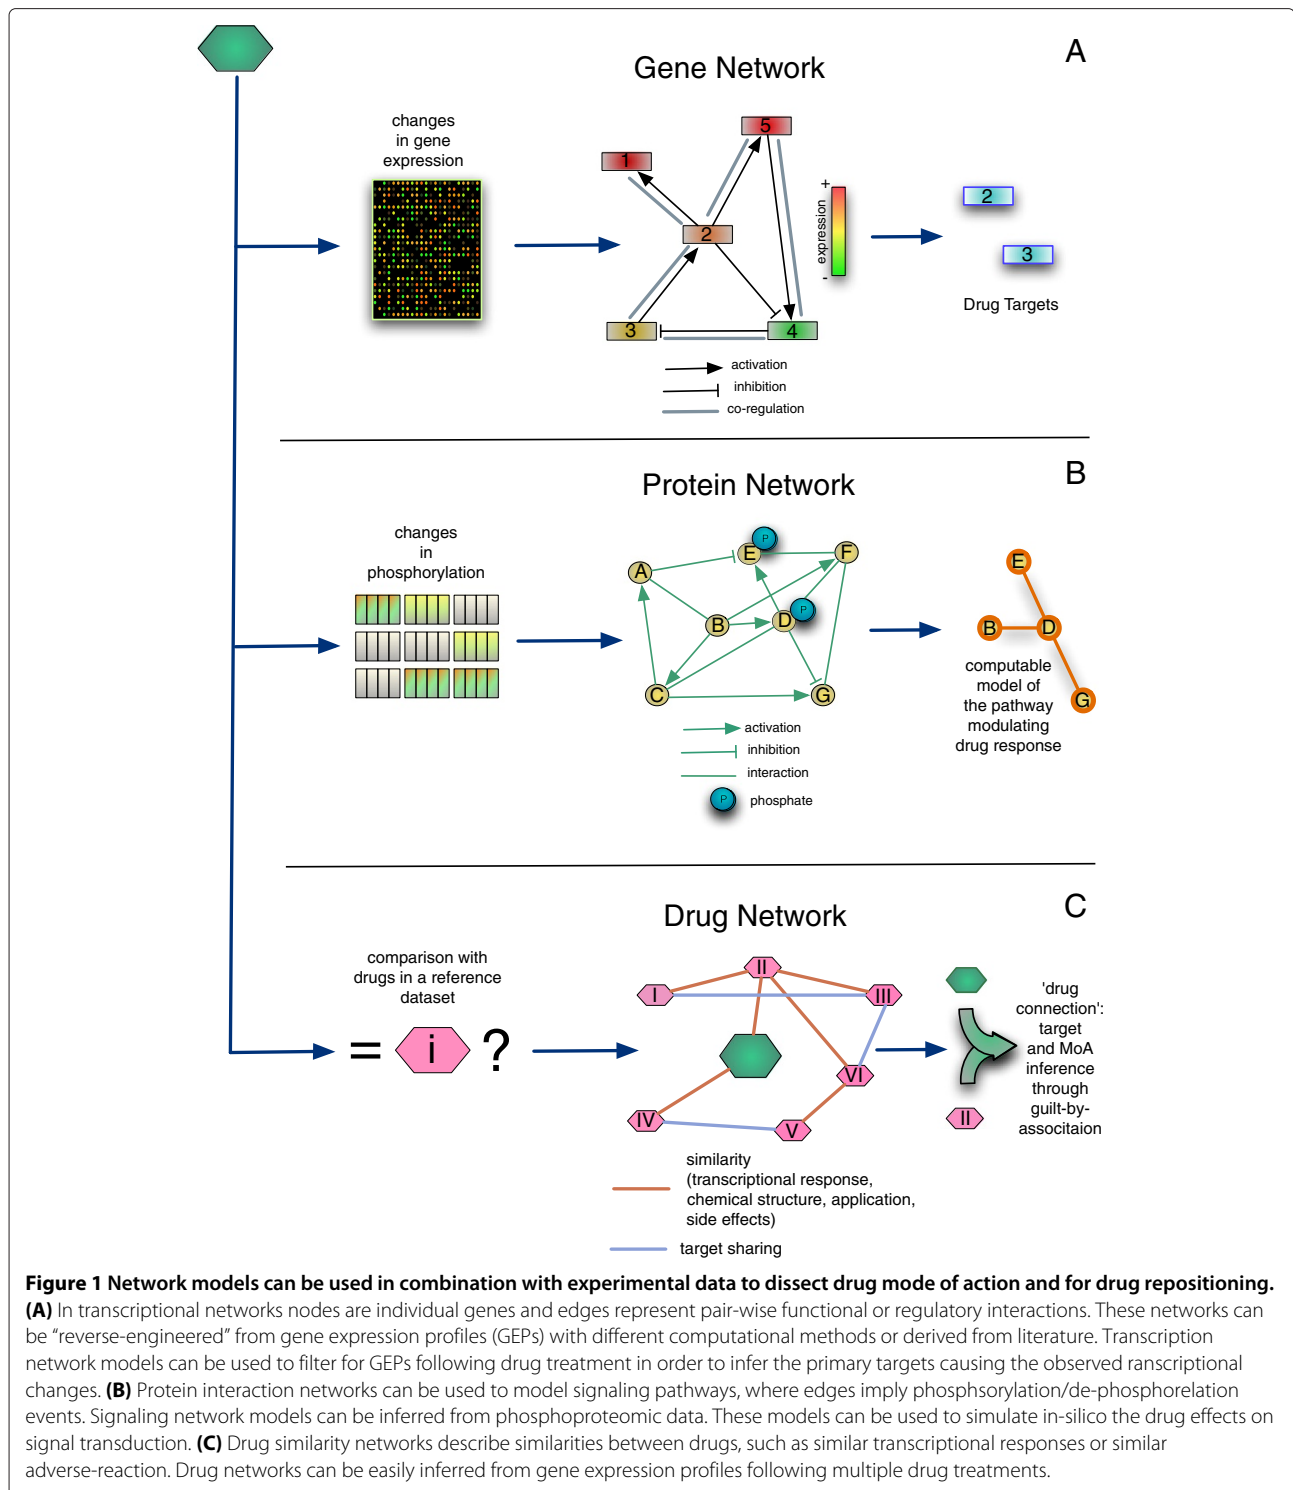 A
Gene Network
changes
in gene
expression
5
1
2
3
4
+
expression
-
2
3
Drug Targets
activation
inhibition
co-regulation
B
Protein Network
changes
in
phosphorylation
P
E
F
A
P
B
D
C
G
activation
inhibition
interaction
P
phosphate
E
B
D
G
computable
model of
the pathway
modulating
drug response
C
Drug Network
comparison with
drugs in a reference
dataset
= i ?
II
I
III
VI
IV
V
similarity
(transcriptional response,
chemical structure, application,
side effects)
target sharing
II
'drug
connection':
target
and MoA
inference
through
guilt-by-
associtaion
Figure 1 Network models can be used in combination with experimental data to dissect drug mode of action and for drug repositioning.
(A) In transcriptional networks nodes are individual genes and edges represent pair-wise functional or regulatory interactions. These networks can
be “reverse-engineered” from gene expression profiles (GEPs) with different computational methods or derived from literature. Transcription
network models can be used to filter for GEPs following drug treatment in order to infer the primary targets causing the observed ranscriptional
changes. (B) Protein interaction networks can be used to model signaling pathways, where edges imply phosphsorylation/de-phosphorelation
events. Signaling network models can be inferred from phosphoproteomic data. These models can be used to simulate in-silico the drug effects on
signal transduction. (C) Drug similarity networks describe similarities between drugs, such as similar transcriptional responses or similar
adverse-reaction. Drug networks can be easily inferred from gene expression profiles following multiple drug treatments.